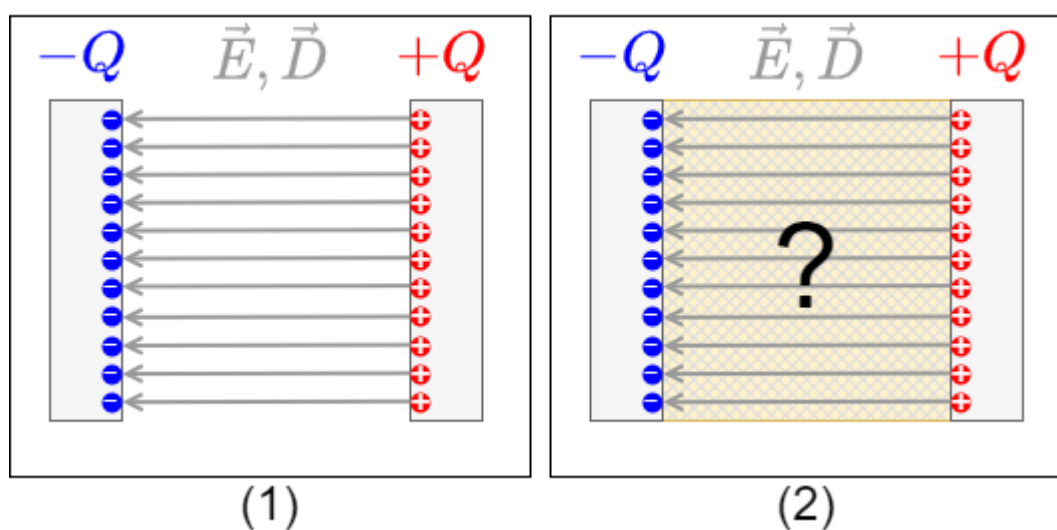 −Q E⃗, D⃗ +Q
−Q E⃗, D⃗ +Q
?
(1)
(2)